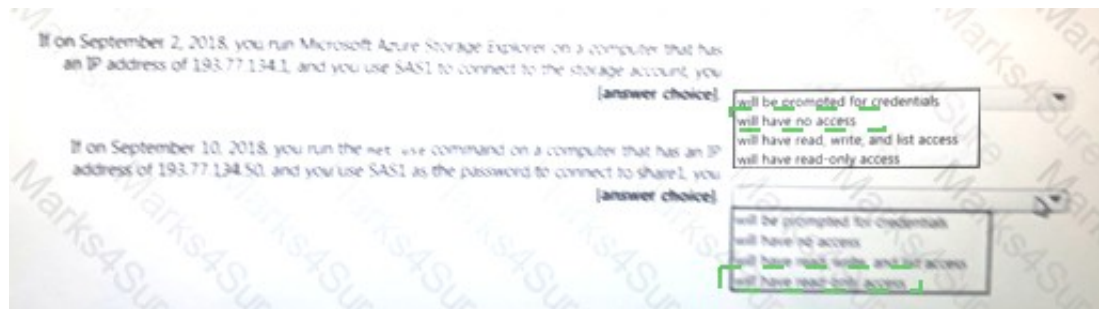 If on September 2, 2018, you run Microsoft Azure Storage Explorer on a computer that has
an IP address of 193.77.134.1, and you use SAS1 to connect to the storage account, you
[answer choice].
will be prompted for credentials
will have no access
will have read, write, and list access
will have read-only access
If on September 10, 2018, you run the net use command on a computer that has an IP
address of 193.77.134.50, and you use SAS1 as the password to connect to share1, you
[answer choice].
will be prompted for credentials
will have no access
will have read, write, and list access
will have read-only access
Marks4Sure